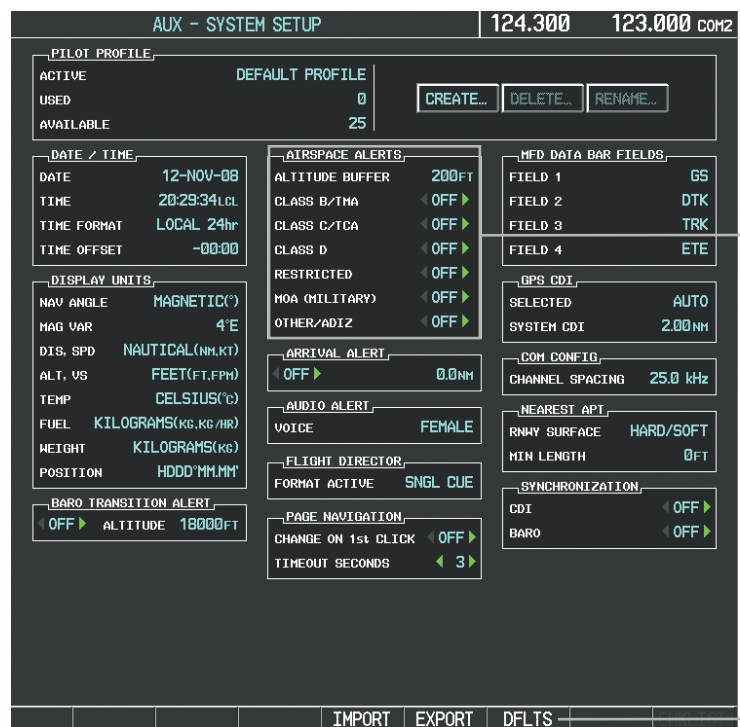 AUX - SYSTEM SETUP 124.300 123.000 COM2
PILOT PROFILE
ACTIVE DEFAULT PROFILE
USED 0 CREATE... DELETE... RENAME...
AVAILABLE 25
DATE / TIME
DATE 12-NOV-08
TIME 20:29:34LCL
TIME FORMAT LOCAL 24hr
TIME OFFSET -00:00
DISPLAY UNITS
NAV ANGLE MAGNETIC(°)
MAG VAR 4°E
DIS, SPD NAUTICAL(NM,KT)
ALT, VS FEET(FT,FPM)
TEMP CELSIUS(°C)
FUEL KILOGRAMS(KG,KG/HR)
WEIGHT KILOGRAMS(KG)
POSITION HDDD°MM.MM'
BARO TRANSITION ALERT
OFF ALTITUDE 18000FT
AIRSPACE ALERTS
ALTITUDE BUFFER 200FT
CLASS B/TMA OFF
CLASS C/TCA OFF
CLASS D OFF
RESTRICTED OFF
MOA (MILITARY) OFF
OTHER/ADIZ OFF
ARRIVAL ALERT
OFF 0.0NM
AUDIO ALERT
VOICE FEMALE
FLIGHT DIRECTOR
FORMAT ACTIVE SNGL CUE
PAGE NAVIGATION
CHANGE ON 1st CLICK OFF
TIMEOUT SECONDS 3
MFD DATA BAR FIELDS
FIELD 1 GS
FIELD 2 DTK
FIELD 3 TRK
FIELD 4 ETE
GPS CDI
SELECTED AUTO
SYSTEM CDI 2.00NM
COM CONFIG
CHANNEL SPACING 25.0 kHz
NEAREST APT
RNWY SURFACE HARD/SOFT
MIN LENGTH 0FT
SYNCHRONIZATION
CDI OFF
BARO OFF
IMPORT EXPORT DFLTS